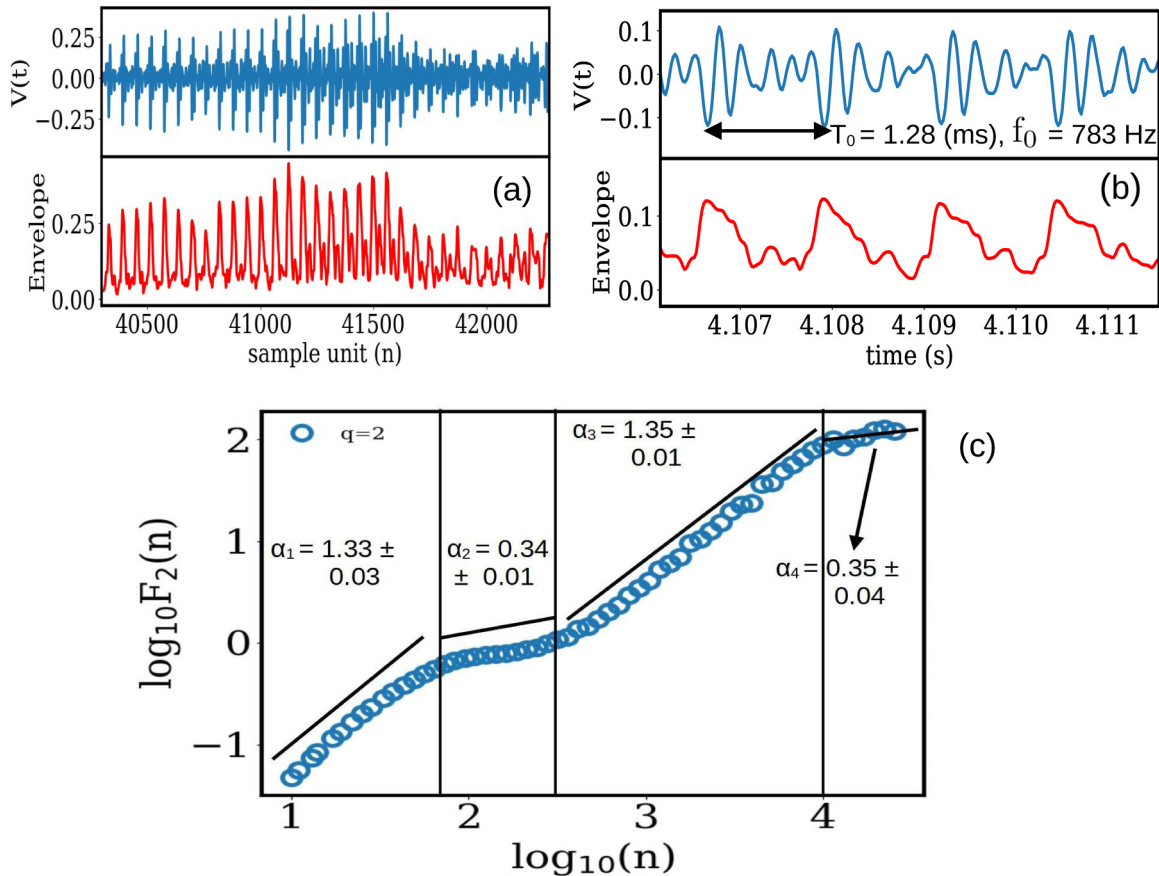 0.25
0.00
−0.25
V(t)
0.25
0.00
Envelope
(a)
40500 41000 41500 42000
sample unit (n)
0.1
0.0
−0.1
V(t)
T₀ = 1.28 (ms), f₀ = 783 Hz
0.1
0.0
Envelope
(b)
4.107 4.108 4.109 4.110 4.111
time (s)
2
1
0
−1
log₁₀F₂(n)
q=2
α₁ = 1.33 ±
0.03
α₂ = 0.34
± 0.01
α₃ = 1.35 ±
0.01
α₄ = 0.35 ±
0.04
(c)
1 2 3 4
log₁₀(n)